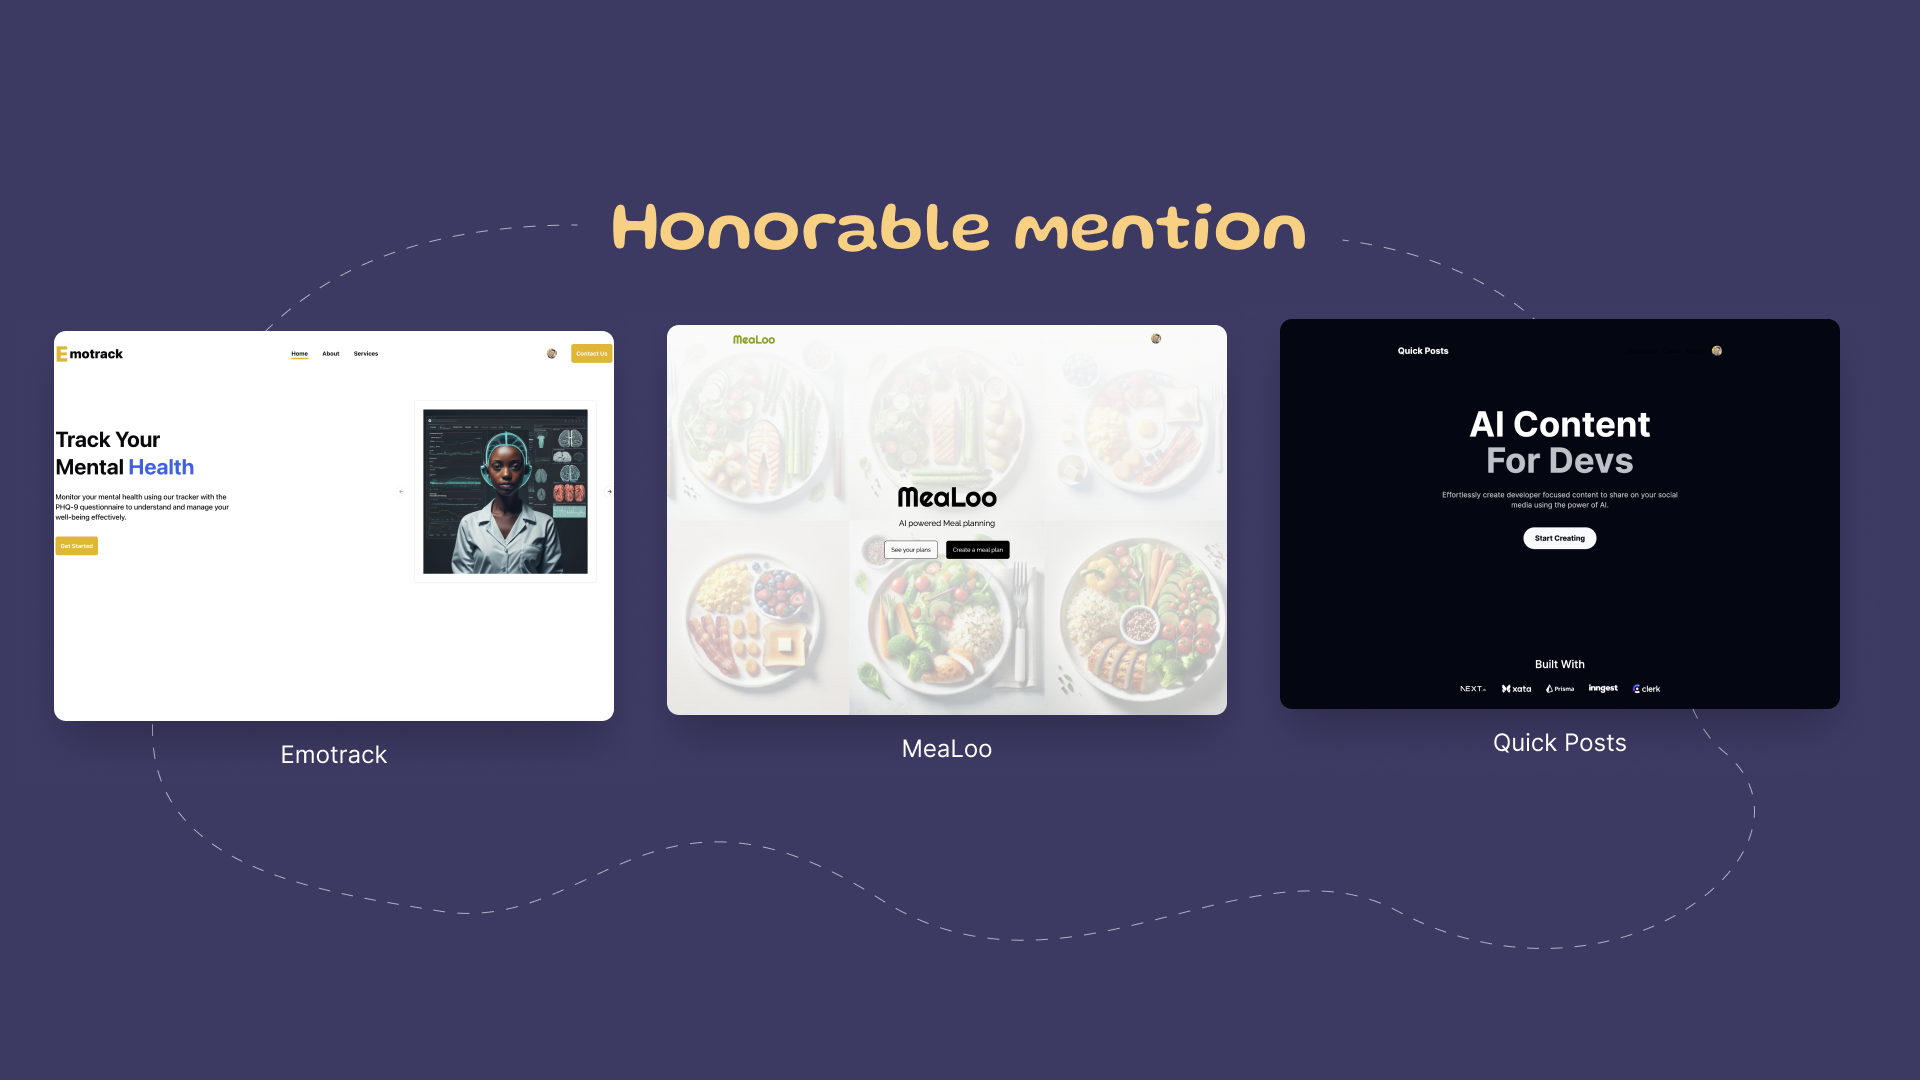 Honorable mention
Emotrack
Home
About
Services
Contact Us
Track Your
Mental Health
Monitor your mental health using our tracker with the
PHQ-9 questionnaire to understand and manage your
well-being effectively.
Get Started
Emotrack
MeaLoo
MeaLoo
AI powered Meal planning
See your plans
Create a meal plan
MeaLoo
Quick Posts
AI Content
For Devs
Effortlessly create developer focused content to share on your social
media using the power of AI.
Start Creating
Built With
NEXT.JS
xata
Prisma
inngest
clerk
Quick Posts